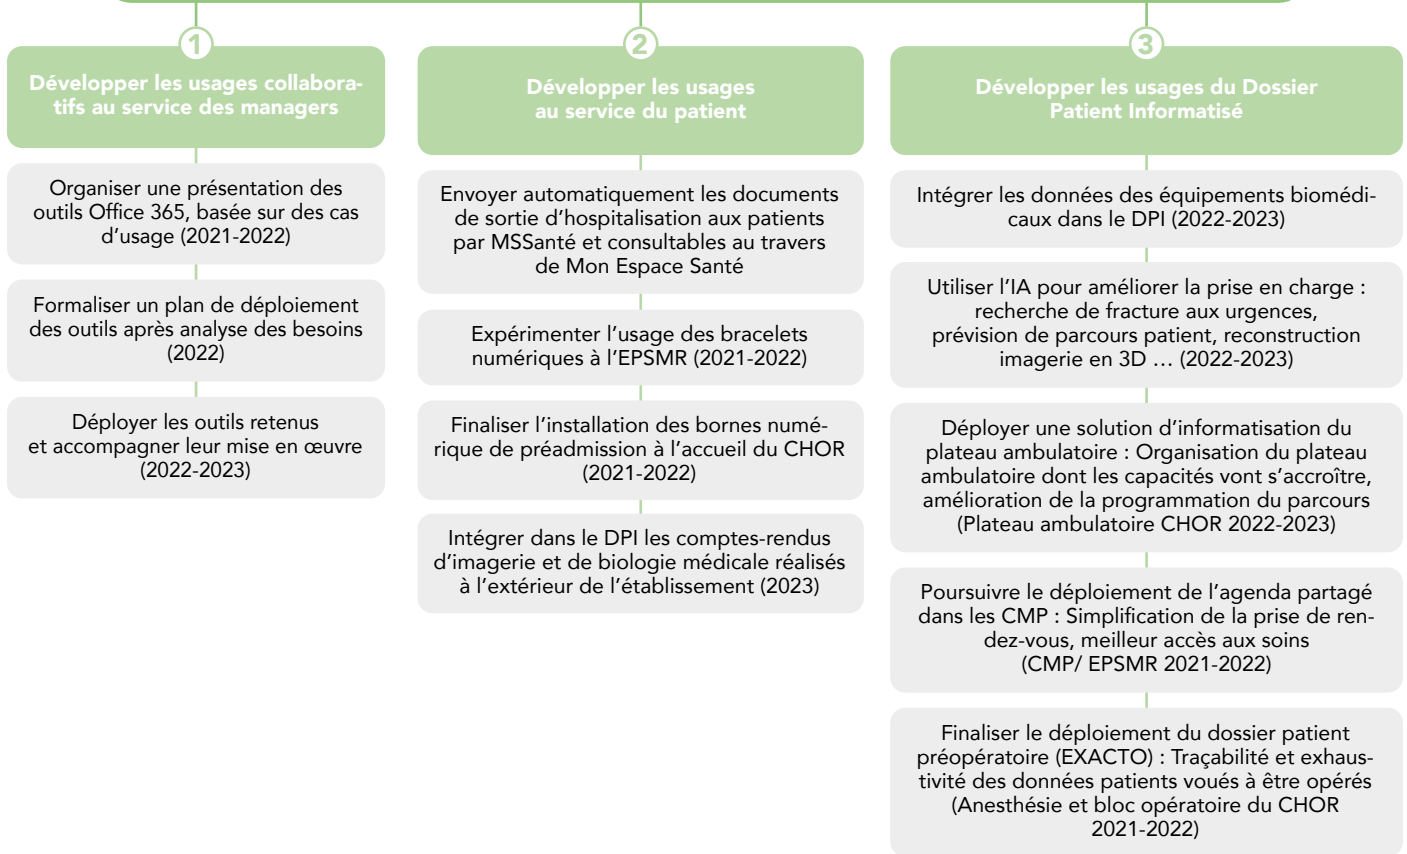 1
Développer les usages collabora-
tifs au service des managers
Organiser une présentation des
outils Office 365, basée sur des cas
d'usage (2021-2022)
Formaliser un plan de déploiement
des outils après analyse des besoins
(2022)
Déployer les outils retenus
et accompagner leur mise en œuvre
(2022-2023)
2
Développer les usages
au service du patient
Envoyer automatiquement les documents
de sortie d'hospitalisation aux patients
par MSSanté et consultables au travers
de Mon Espace Santé
Expérimenter l'usage des bracelets
numériques à l'EPSMR (2021-2022)
Finaliser l'installation des bornes numé-
rique de préadmission à l'accueil du CHOR
(2021-2022)
Intégrer dans le DPI les comptes-rendus
d'imagerie et de biologie médicale réalisés
à l'extérieur de l'établissement (2023)
3
Développer les usages du Dossier
Patient Informatisé
Intégrer les données des équipements biomédi-
caux dans le DPI (2022-2023)
Utiliser l'IA pour améliorer la prise en charge :
recherche de fracture aux urgences,
prévision de parcours patient, reconstruction
imagerie en 3D … (2022-2023)
Déployer une solution d'informatisation du
plateau ambulatoire : Organisation du plateau
ambulatoire dont les capacités vont s'accroître,
amélioration de la programmation du parcours
(Plateau ambulatoire CHOR 2022-2023)
Poursuivre le déploiement de l'agenda partagé
dans les CMP : Simplification de la prise de ren-
dez-vous, meilleur accès aux soins
(CMP/ EPSMR 2021-2022)
Finaliser le déploiement du dossier patient
préopératoire (EXACTO) : Traçabilité et exhaus-
tivité des données patients voués à être opérés
(Anesthésie et bloc opératoire du CHOR
2021-2022)